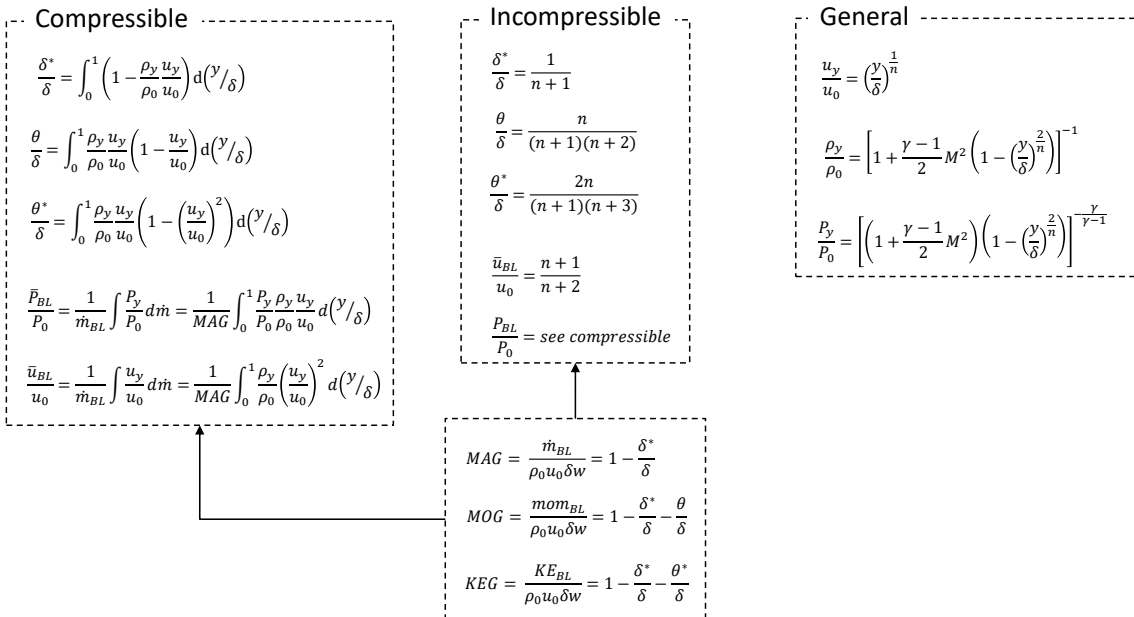 Compressible
δ*/δ = ∫₀¹ (1 − ρ_y/ρ₀ u_y/u₀) d(y/δ)
θ/δ = ∫₀¹ ρ_y/ρ₀ u_y/u₀ (1 − u_y/u₀) d(y/δ)
θ*/δ = ∫₀¹ ρ_y/ρ₀ u_y/u₀ (1 − (u_y/u₀)²) d(y/δ)
P̄_BL/P₀ = 1/ṁ_BL ∫ P_y/P₀ dṁ = 1/MAG ∫₀¹ P_y/P₀ ρ_y/ρ₀ u_y/u₀ d(y/δ)
ū_BL/u₀ = 1/ṁ_BL ∫ u_y/u₀ dṁ = 1/MAG ∫₀¹ ρ_y/ρ₀ (u_y/u₀)² d(y/δ)
Incompressible
δ*/δ = 1/(n + 1)
θ/δ = n/((n + 1)(n + 2))
θ*/δ = 2n/((n + 1)(n + 3))
ū_BL/u₀ = (n + 1)/(n + 2)
P_BL/P₀ = see compressible
General
u_y/u₀ = (y/δ)^(1/n)
ρ_y/ρ₀ = [1 + (γ − 1)/2 M² (1 − (y/δ)^(2/n))]^(−1)
P_y/P₀ = [(1 + (γ − 1)/2 M²) (1 − (y/δ)^(2/n))]^(−γ/(γ−1))
MAG = ṁ_BL/(ρ₀u₀δw) = 1 − δ*/δ
MOG = mom_BL/(ρ₀u₀δw) = 1 − δ*/δ − θ/δ
KEG = KE_BL/(ρ₀u₀δw) = 1 − δ*/δ − θ*/δ